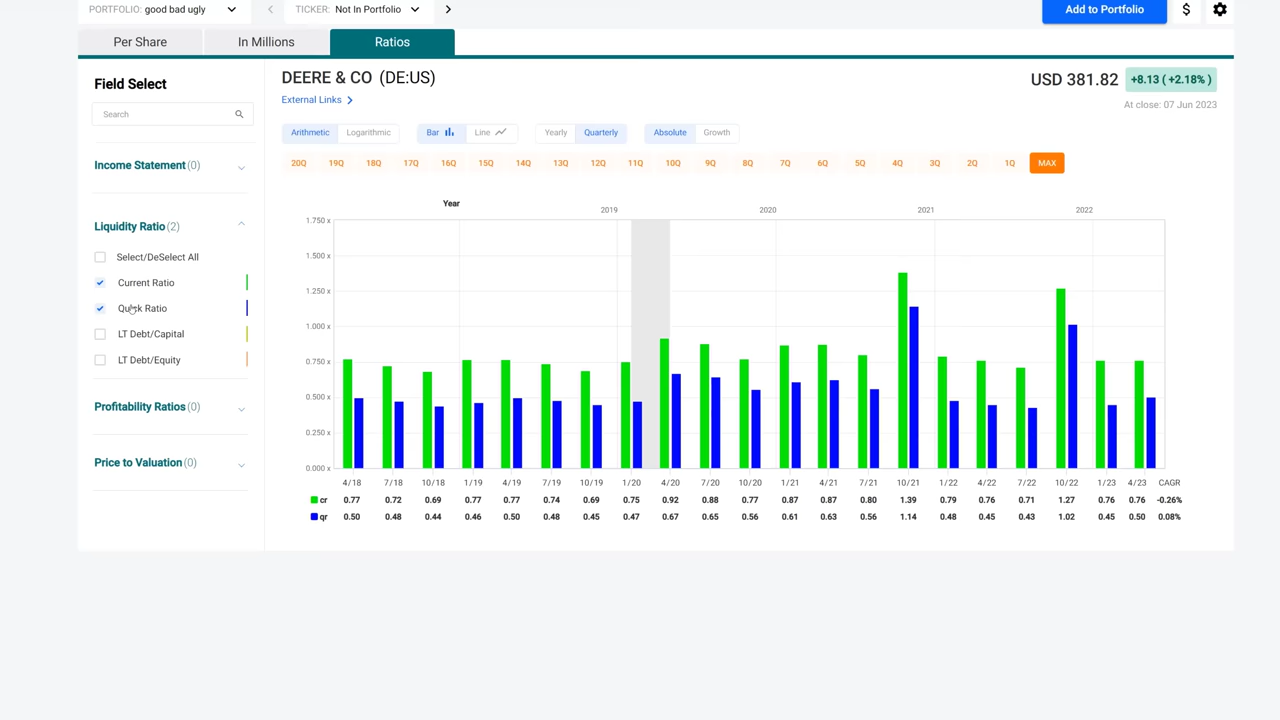 PORTFOLIO: good bad ugly TICKER: Not In Portfolio Add to Portfolio $
Per Share In Millions Ratios
Field Select
Search
Income Statement (0)
Liquidity Ratio (2)
Select/DeSelect All
Current Ratio
Quick Ratio
LT Debt/Capital
LT Debt/Equity
Profitability Ratios (0)
Price to Valuation (0)
DEERE & CO (DE:US)
External Links
USD 381.82 +8.13 ( +2.18% )
At close: 07 Jun 2023
Arithmetic Logarithmic Bar Line Yearly Quarterly Absolute Growth
20Q 19Q 18Q 17Q 16Q 15Q 14Q 13Q 12Q 11Q 10Q 9Q 8Q 7Q 6Q 5Q 4Q 3Q 2Q 1Q MAX
Year 2019 2020 2021 2022
1.750 x
1.500 x
1.250 x
1.000 x
0.750 x
0.500 x
0.250 x
0.000 x
4/18 7/18 10/18 1/19 4/19 7/19 10/19 1/20 4/20 7/20 10/20 1/21 4/21 7/21 10/21 1/22 4/22 7/22 10/22 1/23 4/23 CAGR
cr 0.77 0.72 0.69 0.77 0.77 0.74 0.69 0.75 0.92 0.88 0.77 0.87 0.87 0.80 1.39 0.79 0.76 0.71 1.27 0.76 0.76 -0.26%
qr 0.50 0.48 0.44 0.46 0.50 0.48 0.45 0.47 0.67 0.65 0.56 0.61 0.63 0.56 1.14 0.48 0.45 0.43 1.02 0.45 0.50 0.08%